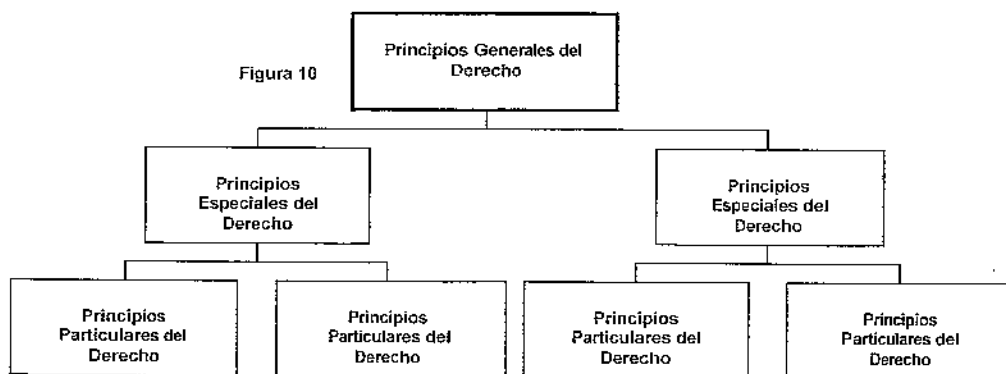 Figura 10
Principios Generales del
Derecho
Principios
Especiales del
Derecho
Principios
Especiales del
Derecho
Principios
Particulares del
Derecho
Principios
Particulares del
Derecho
Principios
Particulares del
Derecho
Principios
Particulares del
Derecho